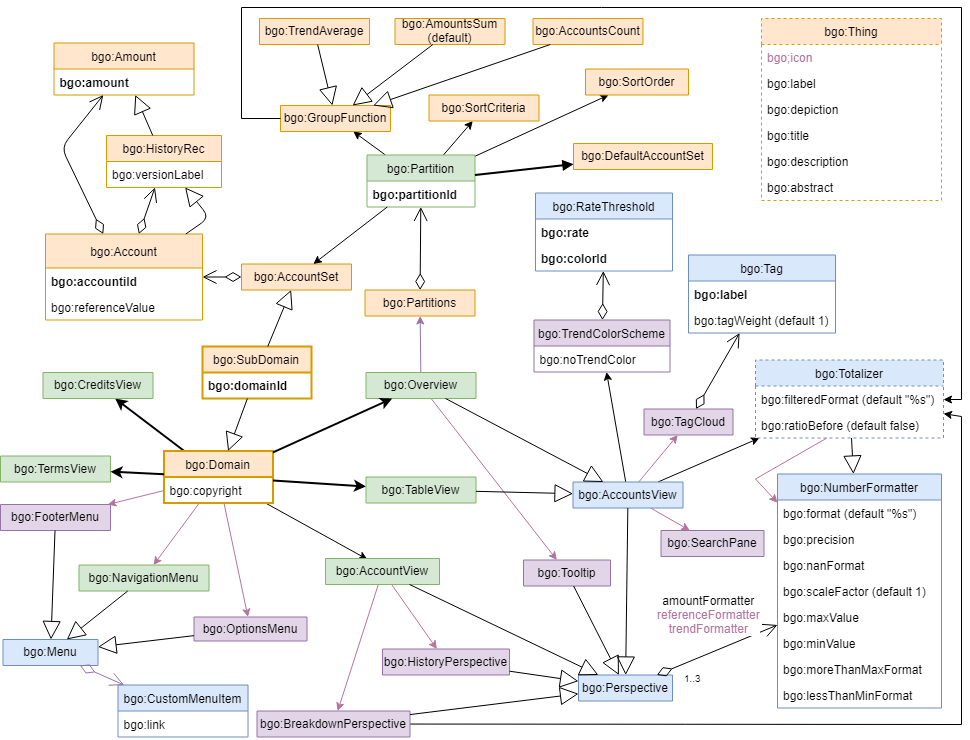 bgo:TrendAverage
bgo:AmountsSum
(default)
bgo:AccountsCount
bgo:Thing
bgo:icon
bgo:label
bgo:depiction
bgo:title
bgo:description
bgo:abstract
bgo:Amount
bgo:amount
bgo:SortOrder
bgo:SortCriteria
bgo:GroupFunction
bgo:HistoryRec
bgo:versionLabel
bgo:DefaultAccountSet
bgo:Partition
bgo:partitionId
bgo:RateThreshold
bgo:rate
bgo:colorId
bgo:Account
bgo:accountiId
bgo:referenceValue
bgo:AccountSet
bgo:Tag
bgo:label
bgo:tagWeight (default 1)
bgo:Partitions
bgo:TrendColorScheme
bgo:noTrendColor
bgo:SubDomain
bgo:domainId
bgo:CreditsView
bgo:Overview
bgo:Totalizer
bgo:filteredFormat (default "%s")
bgo:ratioBefore (default false)
bgo:TagCloud
bgo:TermsView
bgo:Domain
bgo:copyright
bgo:TableView
bgo:AccountsView
bgo:NumberFormatter
bgo:format (default "%s")
bgo:precision
bgo:nanFormat
bgo:scaleFactor (default 1)
bgo:maxValue
bgo:minValue
bgo:moreThanMaxFormat
bgo:lessThanMinFormat
bgo:FooterMenu
bgo:SearchPane
bgo:NavigationMenu
bgo:AccountView
bgo:Tooltip
amountFormatter
referenceFormatter
trendFormatter
bgo:OptionsMenu
bgo:Menu
bgo:HistoryPerspective
1..3
bgo:Perspective
bgo:CustomMenuItem
bgo:link
bgo:BreakdownPerspective